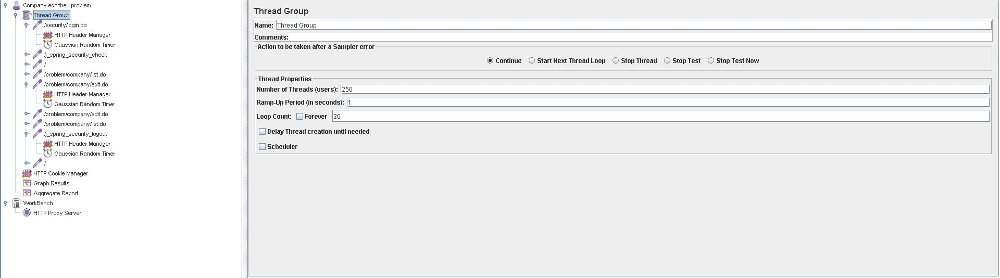 Company edit their problem
Thread Group
/security/login.do
HTTP Header Manager
Gaussian Random Timer
/j_spring_security_check
/
/problem/company/list.do
/problem/company/edit.do
HTTP Header Manager
Gaussian Random Timer
/problem/company/edit.do
/problem/company/list.do
/j_spring_security_logout
HTTP Header Manager
Gaussian Random Timer
/
HTTP Cookie Manager
Graph Results
Aggregate Report
WorkBench
HTTP Proxy Server
Thread Group
Name: Thread Group
Comments:
Action to be taken after a Sampler error
Continue Start Next Thread Loop Stop Thread Stop Test Stop Test Now
Thread Properties
Number of Threads (users): 250
Ramp-Up Period (in seconds): 1
Loop Count: Forever 20
Delay Thread creation until needed
Scheduler